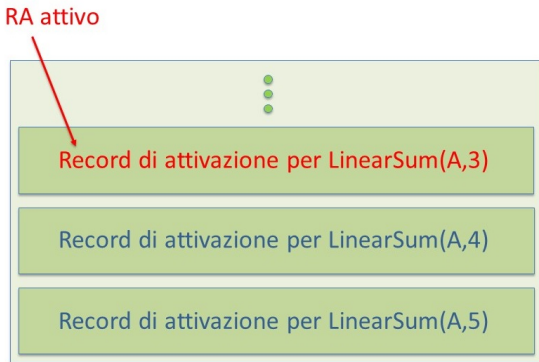 RA attivo
Record di attivazione per LinearSum(A,3)
Record di attivazione per LinearSum(A,4)
Record di attivazione per LinearSum(A,5)